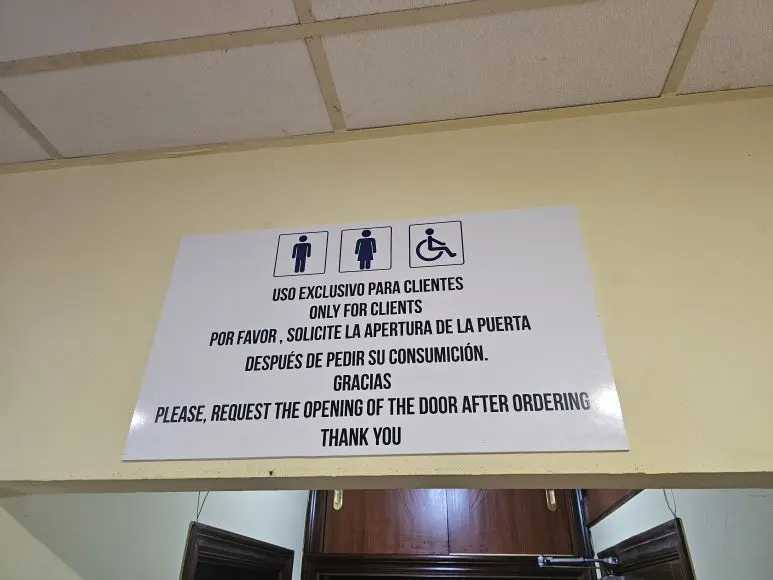 USO EXCLUSIVO PARA CLIENTES
ONLY FOR CLIENTS
POR FAVOR , SOLICITE LA APERTURA DE LA PUERTA
DESPUÉS DE PEDIR SU CONSUMICIÓN.
GRACIAS
PLEASE, REQUEST THE OPENING OF THE DOOR AFTER ORDERING
THANK YOU